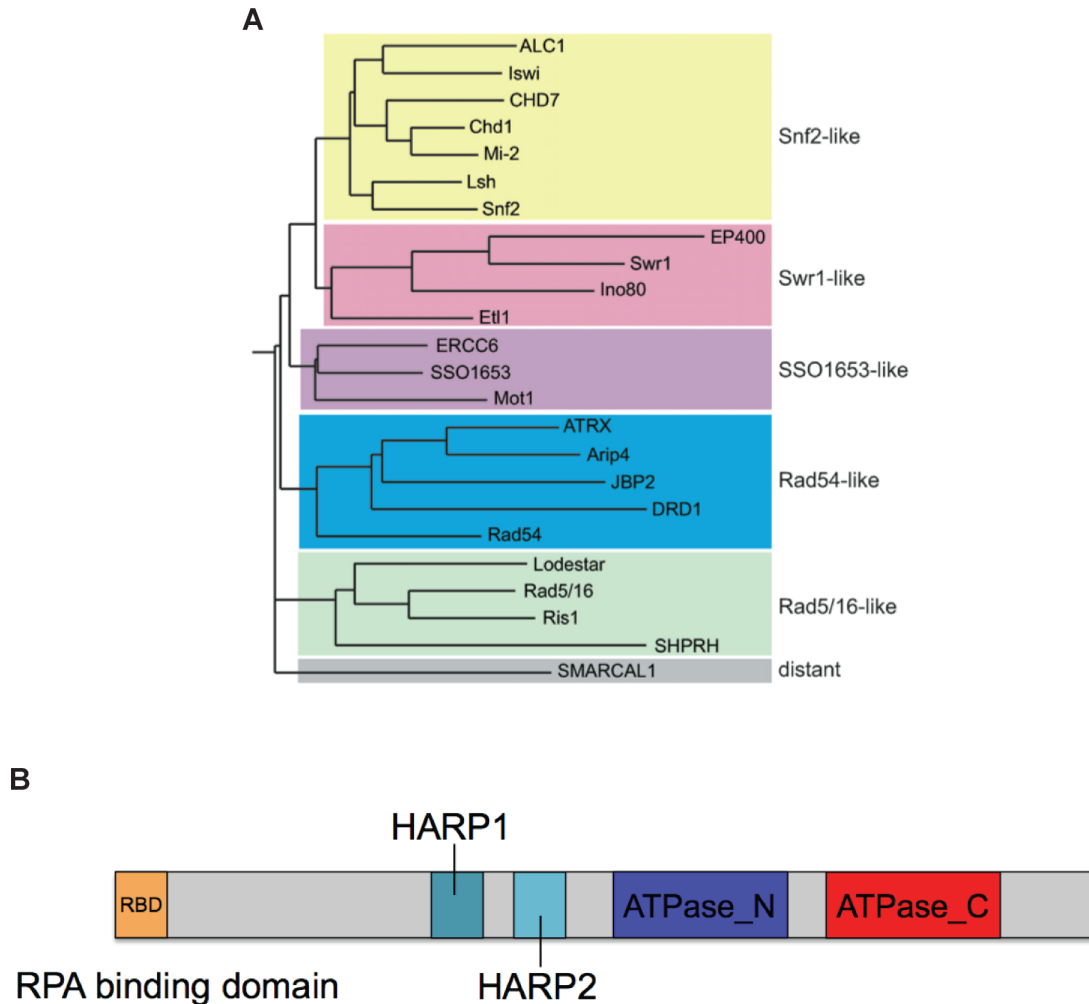 A
ALC1
Iswi
CHD7
Chd1
Mi-2
Lsh
Snf2
Snf2-like
EP400
Swr1
Ino80
Etl1
Swr1-like
ERCC6
SSO1653
Mot1
SSO1653-like
ATRX
Arip4
JBP2
DRD1
Rad54
Rad54-like
Lodestar
Rad5/16
Ris1
SHPRH
Rad5/16-like
SMARCAL1
distant
B
HARP1
RBD
ATPase_N
ATPase_C
RPA binding domain
HARP2